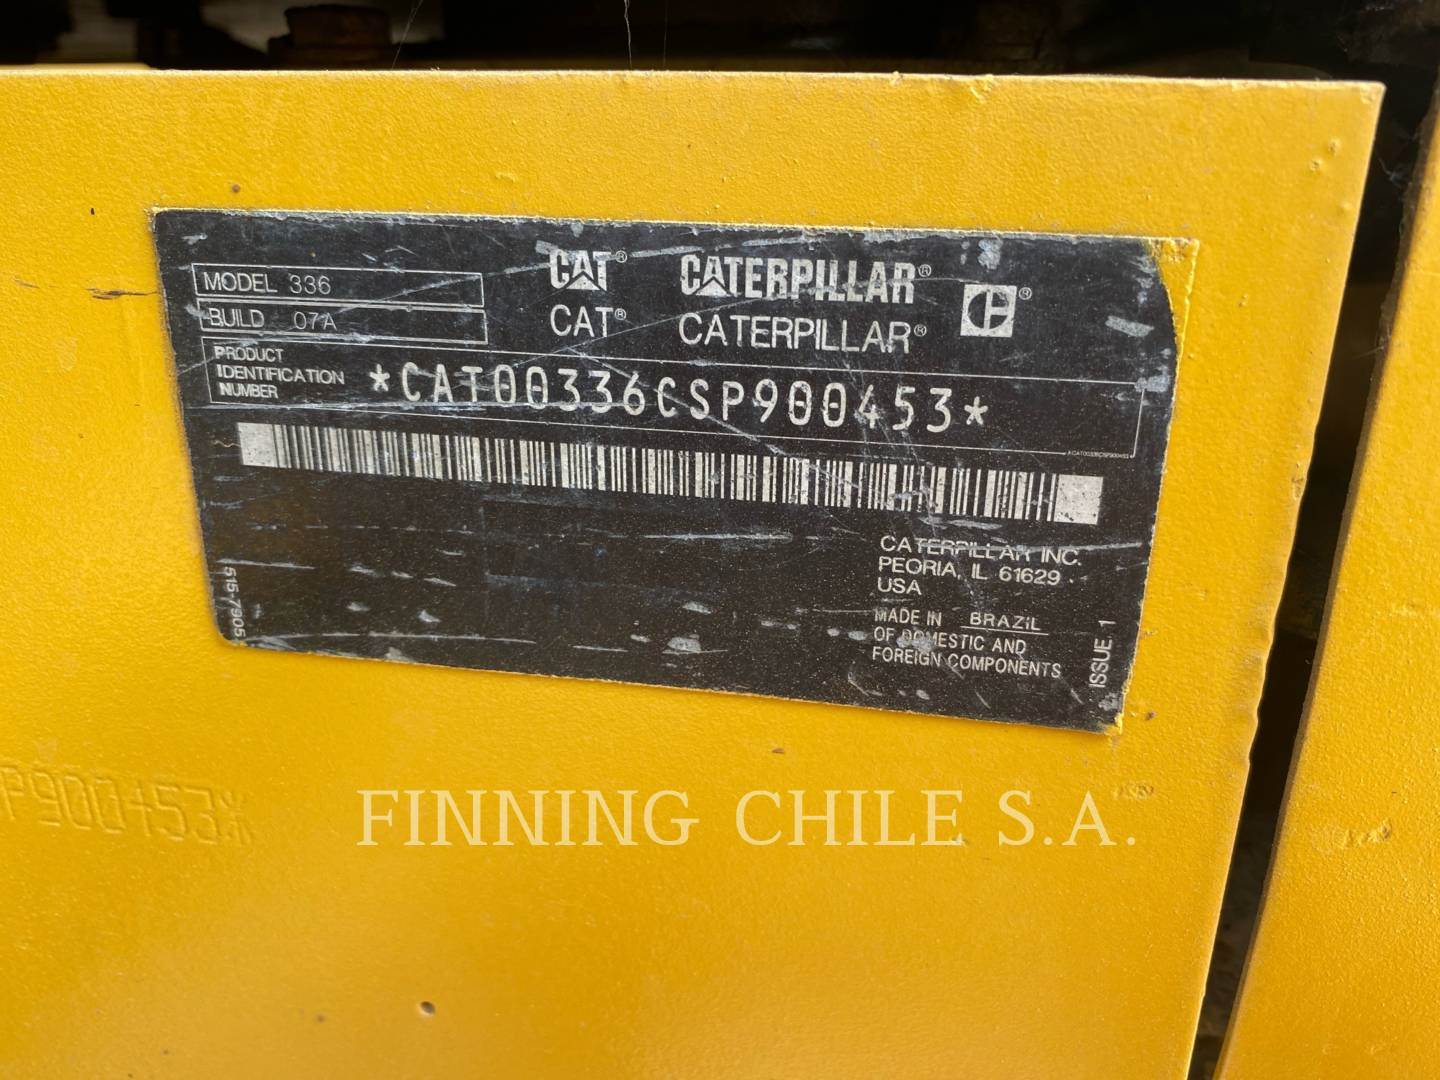 MODEL 336
BUILD 07A
CAT® CATERPILLAR®
CAT® CATERPILLAR® C®
PRODUCT
IDENTIFICATION
NUMBER
*CAT00336CSP900453*
CATERPILLAR INC.
PEORIA, IL 61629
USA
MADE IN BRAZIL
OF DOMESTIC AND
FOREIGN COMPONENTS
ISSUE 1
515-7905
P900453*
FINNING CHILE S.A.